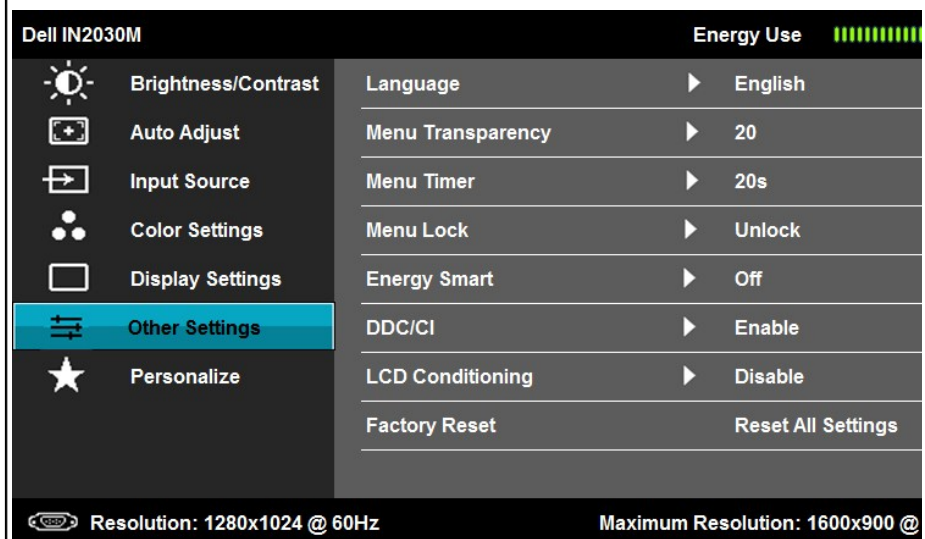 Dell IN2030M Energy Use
Brightness/Contrast Language English
Auto Adjust Menu Transparency 20
Input Source Menu Timer 20s
Color Settings Menu Lock Unlock
Display Settings Energy Smart Off
Other Settings DDC/CI Enable
Personalize LCD Conditioning Disable
Factory Reset Reset All Settings
Resolution: 1280x1024 @ 60Hz Maximum Resolution: 1600x900 @